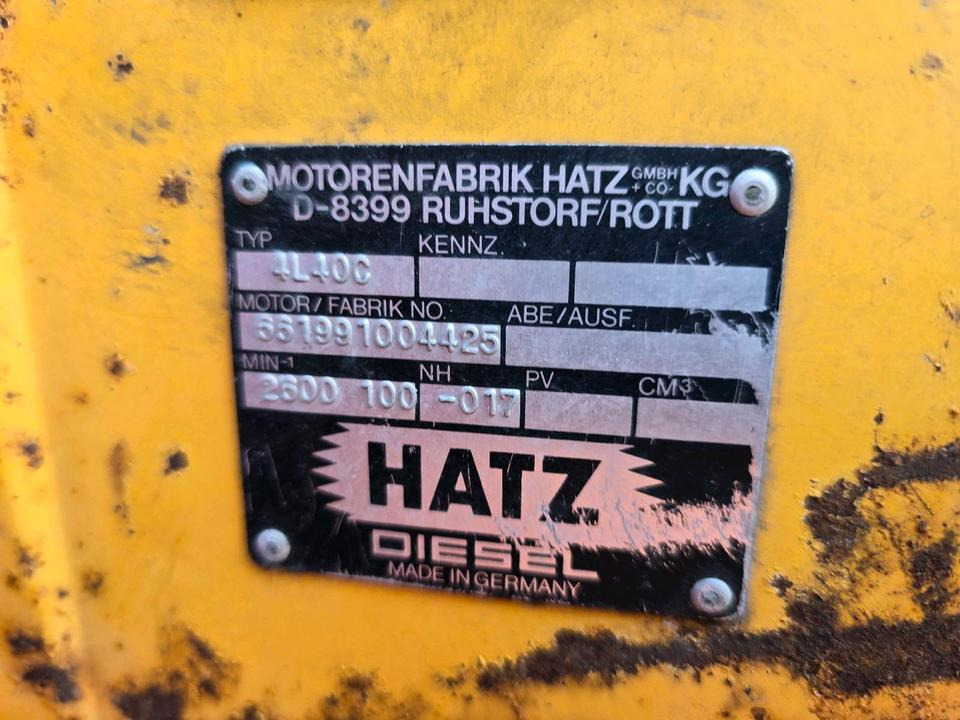 MOTORENFABRIK HATZ GMBH + CO KG
D-8399 RUHSTORF/ROTT
TYP KENNZ.
4L40C
MOTOR/FABRIK NO. ABE/AUSF.
661991004425
MIN-1 NH PV CM3
2600 100 -017
HATZ
DIESEL
MADE IN GERMANY